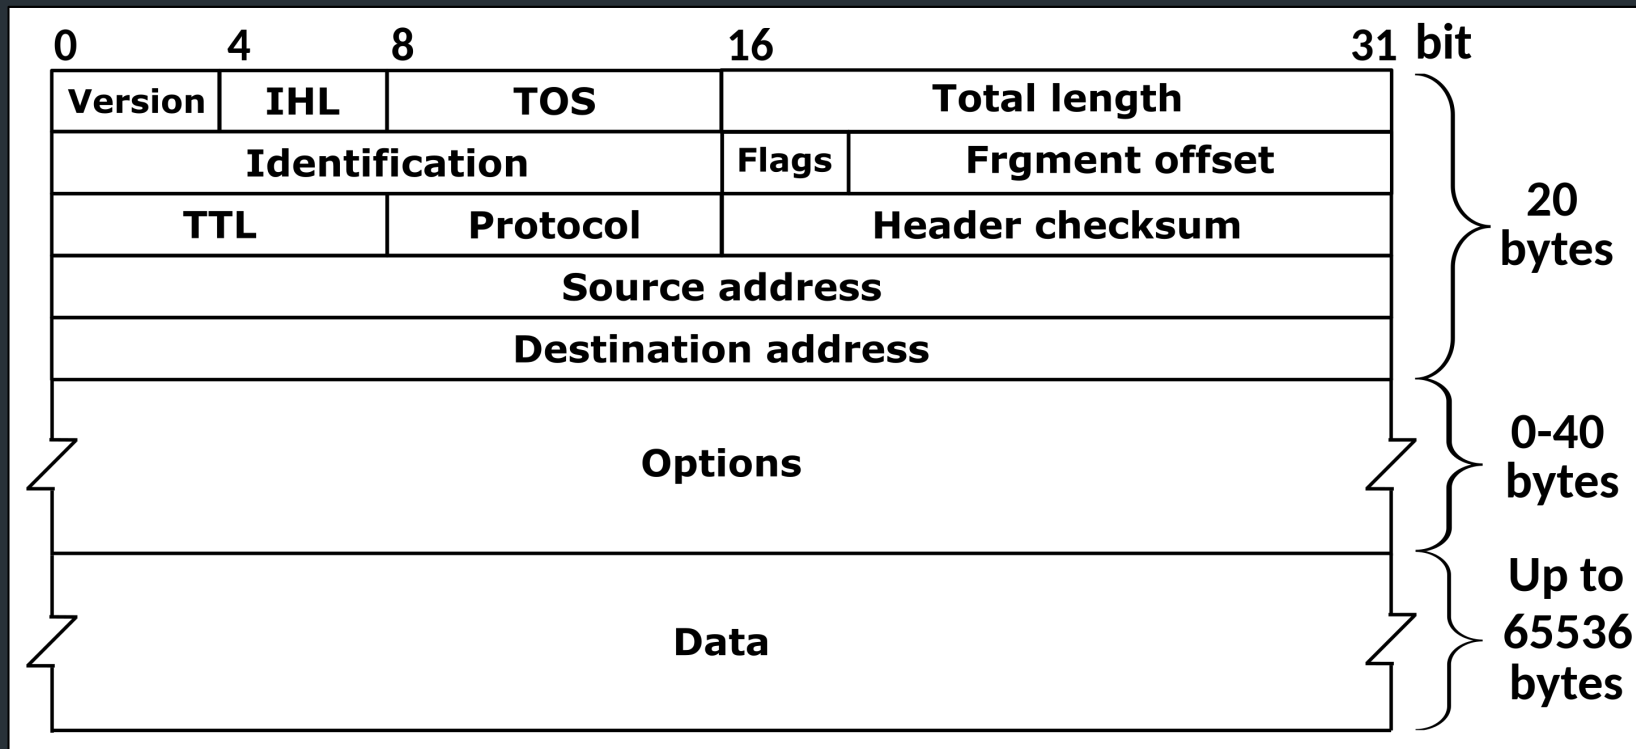 0 4 8 16 31 bit
Version IHL TOS Total length
Identification Flags Frgment offset
TTL Protocol Header checksum
Source address
Destination address
20
bytes
Options
0-40
bytes
Data
Up to
65536
bytes